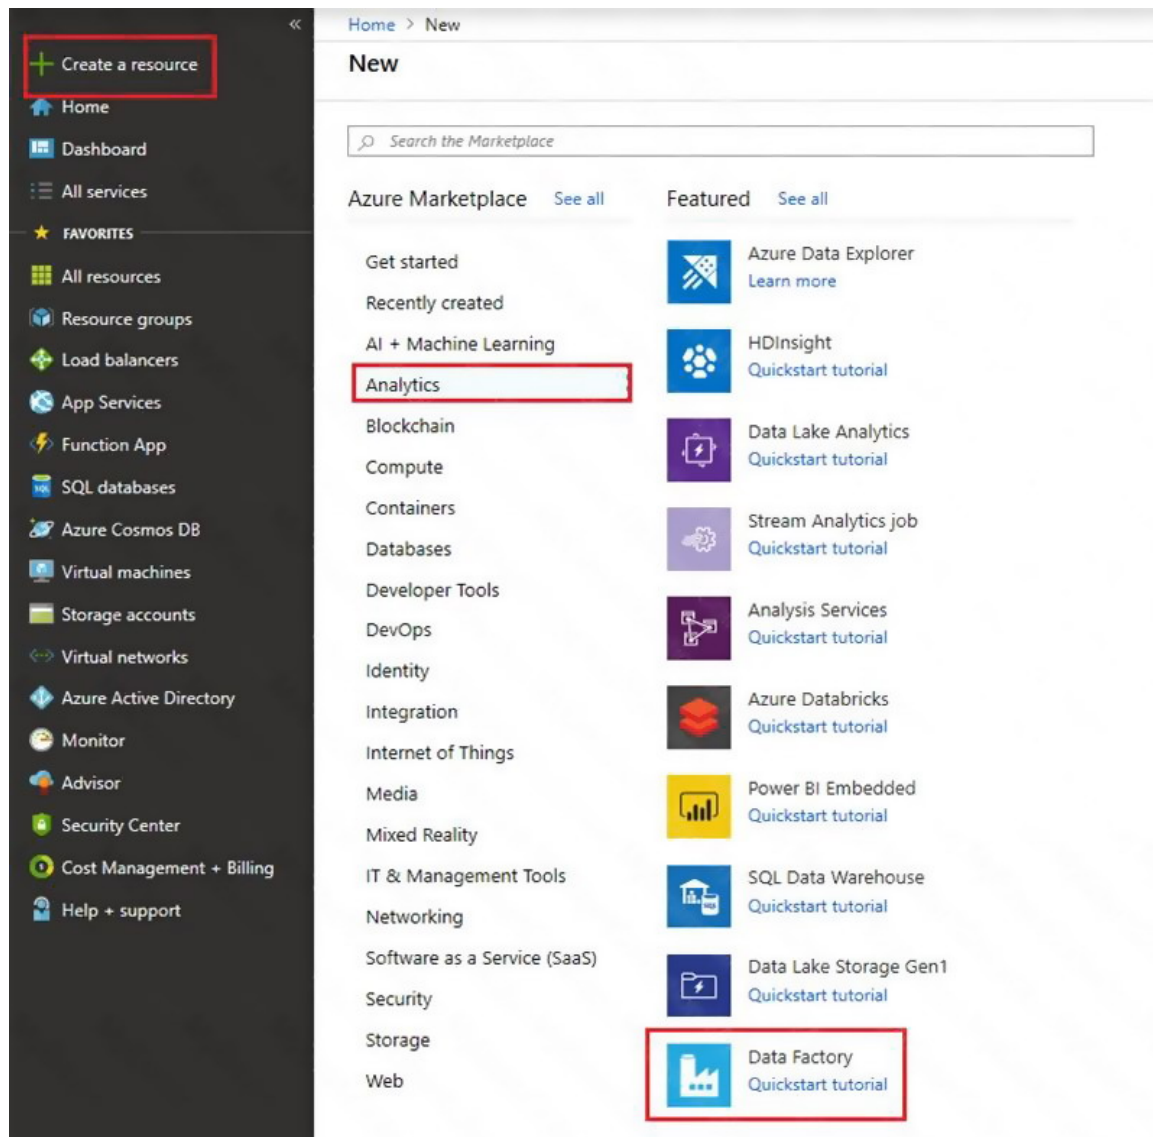 «
Create a resource
Home
Dashboard
All services
FAVORITES
All resources
Resource groups
Load balancers
App Services
Function App
SQL databases
Azure Cosmos DB
Virtual machines
Storage accounts
Virtual networks
Azure Active Directory
Monitor
Advisor
Security Center
Cost Management + Billing
Help + support
Home > New
New
Search the Marketplace
Azure Marketplace See all
Get started
Recently created
AI + Machine Learning
Analytics
Blockchain
Compute
Containers
Databases
Developer Tools
DevOps
Identity
Integration
Internet of Things
Media
Mixed Reality
IT & Management Tools
Networking
Software as a Service (SaaS)
Security
Storage
Web
Featured See all
Azure Data Explorer
Learn more
HDInsight
Quickstart tutorial
Data Lake Analytics
Quickstart tutorial
Stream Analytics job
Quickstart tutorial
Analysis Services
Quickstart tutorial
Azure Databricks
Quickstart tutorial
Power BI Embedded
Quickstart tutorial
SQL Data Warehouse
Quickstart tutorial
Data Lake Storage Gen1
Quickstart tutorial
Data Factory
Quickstart tutorial